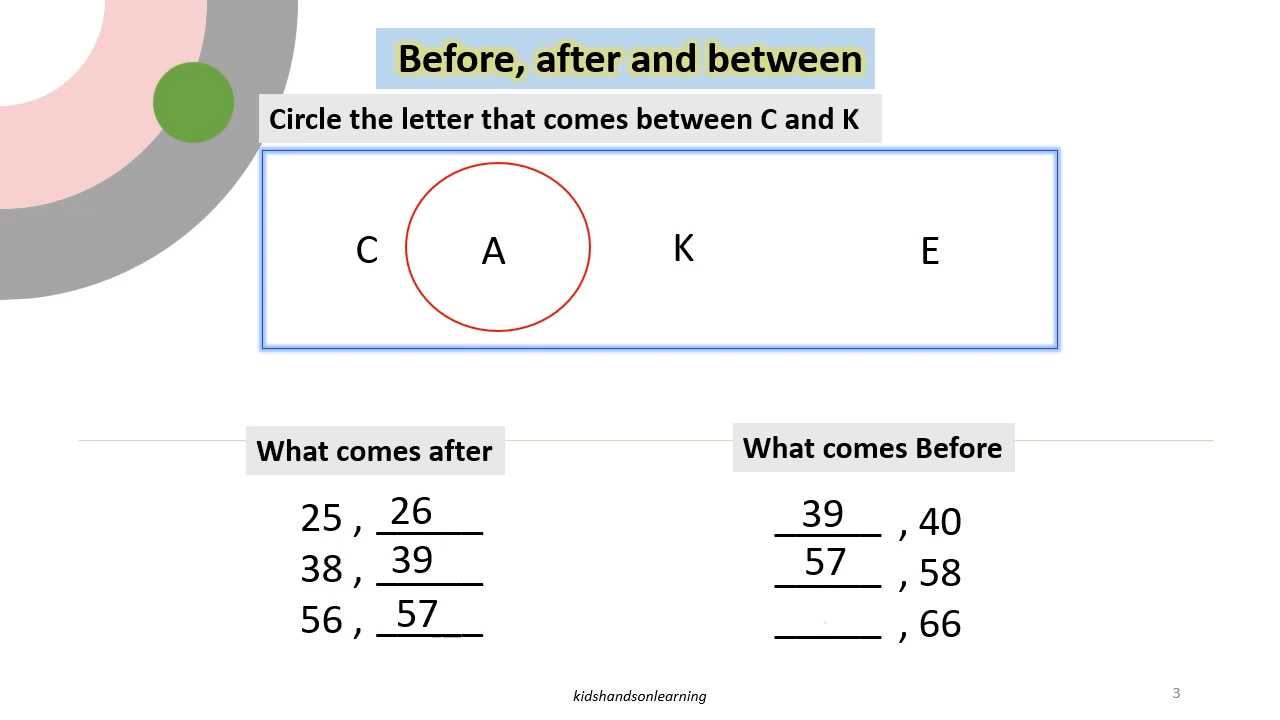 Before, after and between
Circle the letter that comes between C and K
C A K E
What comes after
25 , 26
38 , 39
56 , 57
What comes Before
39 , 40
57 , 58
______ , 66
kidshandsonlearning
3